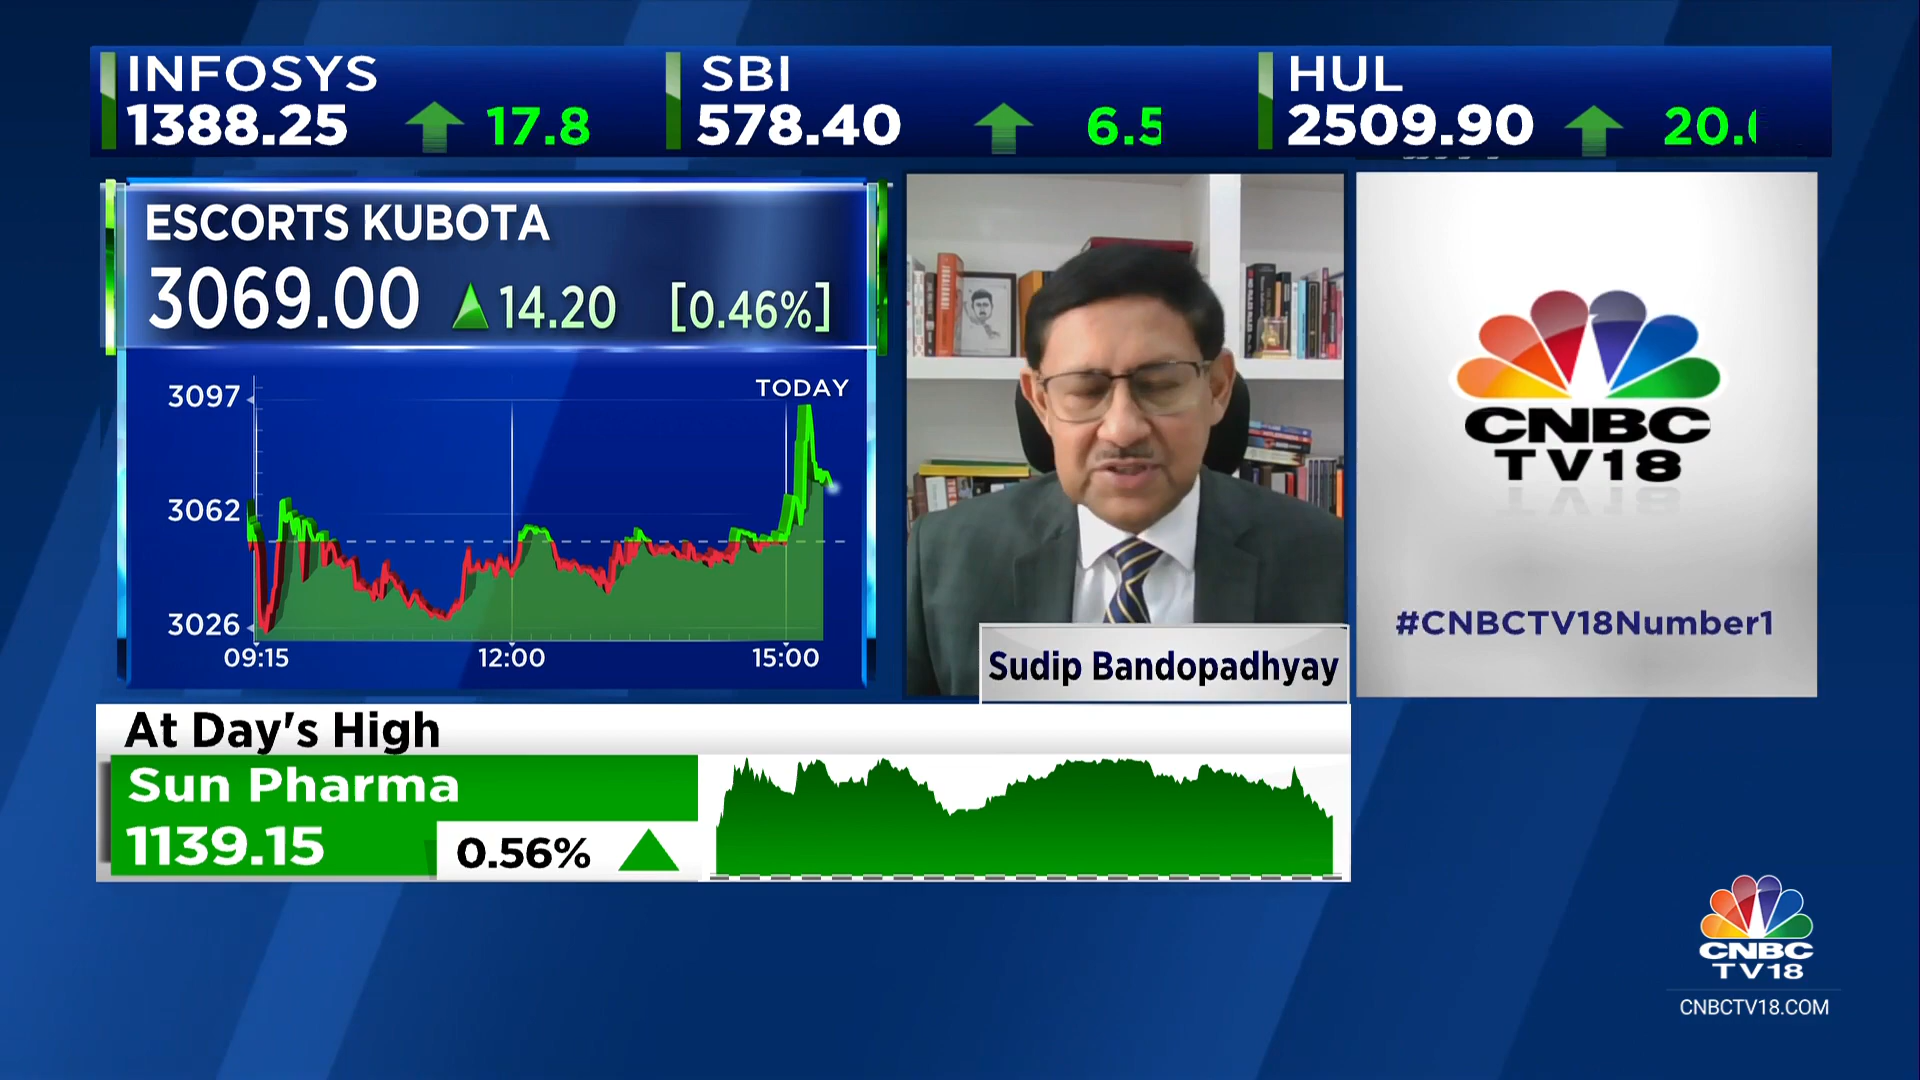 INFOSYS
1388.25 17.8
SBI
578.40 6.5
HUL
2509.90
ESCORTS KUBOTA
3069.00 14.20 [0.46%]
TODAY
3097
3062
3026
09:15 12:00 15:00
Sudip Bandopadhyay
CNBC
TV18
#CNBCTV18Number1
At Day's High
Sun Pharma
1139.15
0.56%
CNBC
TV18
CNBCTV18.COM